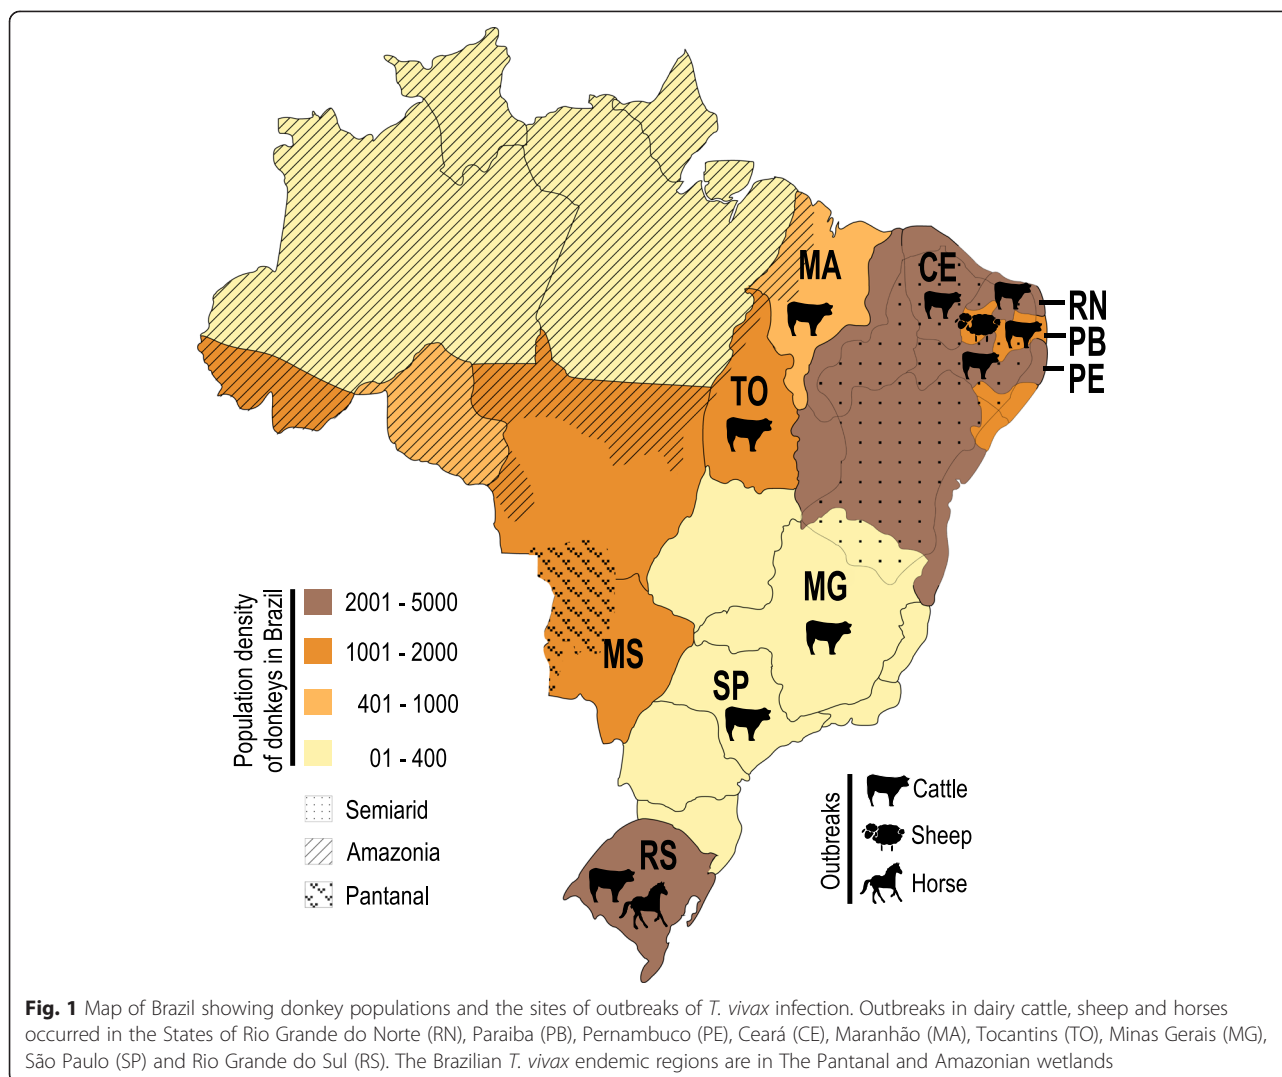 MA
CE
RN
PB
PE
TO
MG
MS
SP
RS
Population density
of donkeys in Brazil
2001 - 5000
1001 - 2000
401 - 1000
01 - 400
Semiarid
Amazonia
Pantanal
Outbreaks
Cattle
Sheep
Horse
Fig. 1 Map of Brazil showing donkey populations and the sites of outbreaks of T. vivax infection. Outbreaks in dairy cattle, sheep and horses
occurred in the States of Rio Grande do Norte (RN), Paraiba (PB), Pernambuco (PE), Ceará (CE), Maranhão (MA), Tocantins (TO), Minas Gerais (MG),
São Paulo (SP) and Rio Grande do Sul (RS). The Brazilian T. vivax endemic regions are in The Pantanal and Amazonian wetlands